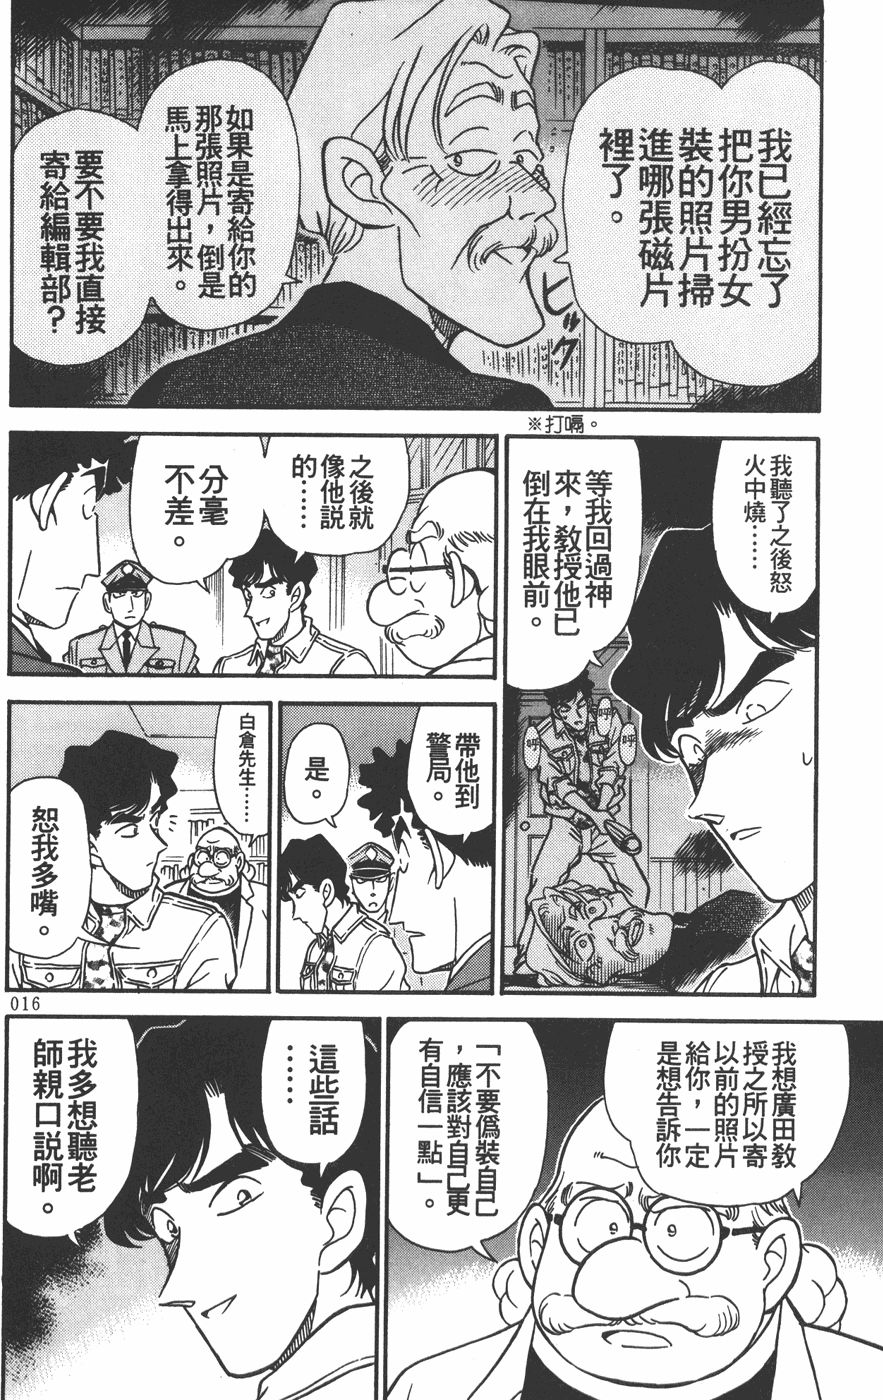 我已經忘了
把你男扮女
裝的照片掃
進哪張磁片
裡了。
如果是寄給你的
那張照片，倒是
馬上拿得出來。
要不要我直接
寄給編輯部？
ヒック
※打嗝。
我聽了之後怒
火中燒……
等我回過神
來，教授他已
倒在我眼前。
呼
呼
呼
呼
之後就
像他説
的……
分毫
不差。
帶他到
警局。
是。
白倉先生……
恕我多嘴。
016
我想廣田教
授之所以寄
以前的照片
給你，一定
是想告訴你
「不要偽裝自己
，應該對自己更
有自信一點」。
這些話
……
我多想聽老
師親口說啊。